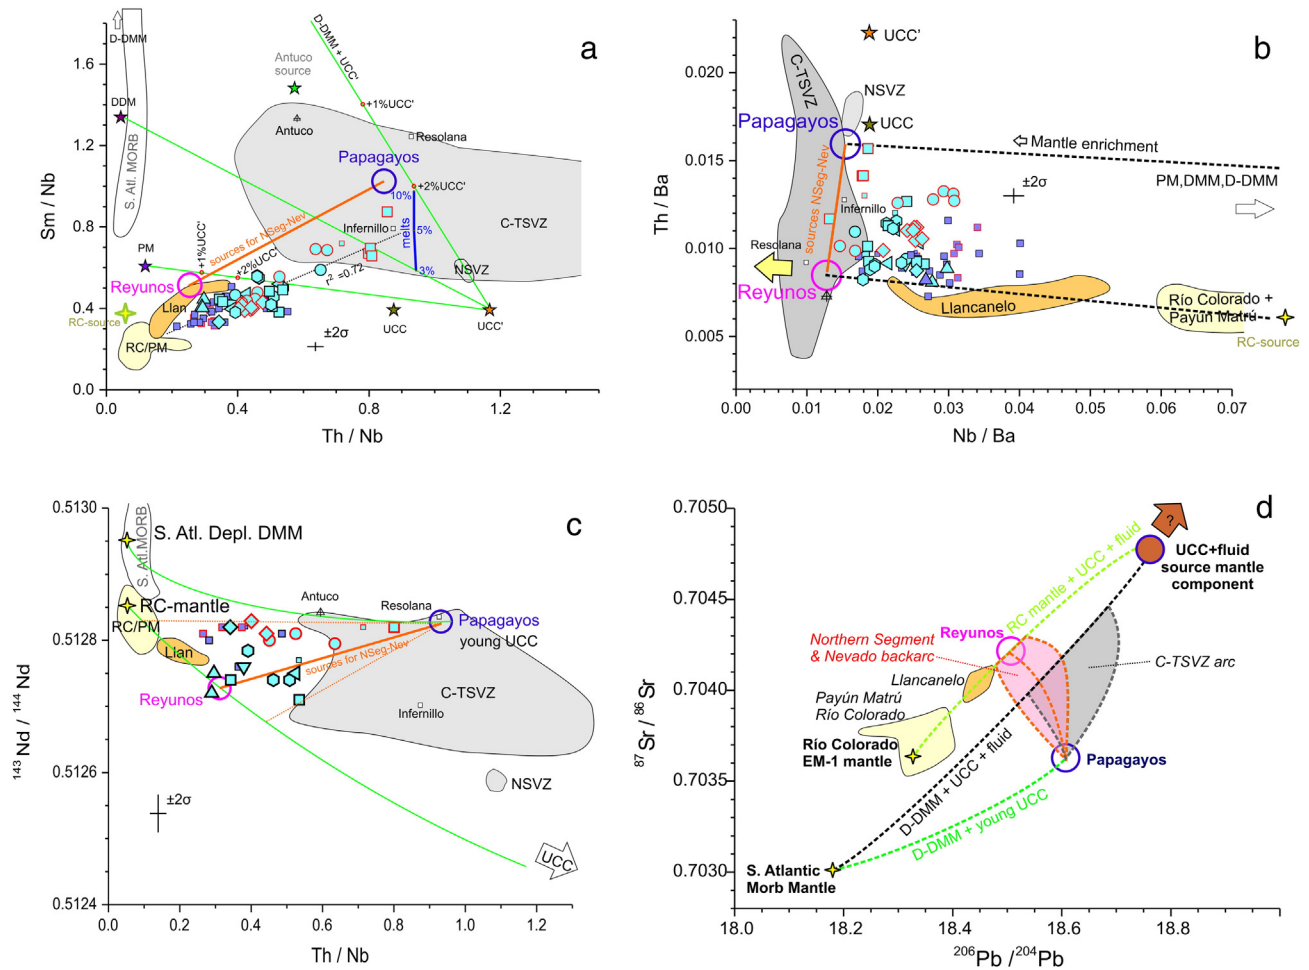 a
Sm / Nb
1.6
1.2
0.8
0.4
0.0
0.0
0.4
0.8
1.2
Th / Nb
D-DMM
S. Atl. MORB
DDM
PM
Antuco
source
Antuco
D-DMM + UCC'
+1%UCC'
Resolana
Papagayos
+2%UCC'
10%
5%
3%
melts
Infernillo
C-TSVZ
NSVZ
sources for NSeg-Nev
+1%UCC'
+2%UCC'
r² =0.72
Reyunos
Llan
RC-source
RC/PM
UCC
UCC'
±2σ
b
Th / Ba
0.020
0.015
0.010
0.005
0.00
0.01
0.02
0.03
0.04
0.05
0.06
0.07
Nb / Ba
UCC'
C-TSVZ
NSVZ
UCC
Papagayos
Mantle enrichment
PM,DMM,D-DMM
±2σ
sources NSeg-Nev
Infernillo
Resolana
Reyunos
Llancanelo
Río Colorado +
Payún Matrú
RC-source
c
¹⁴³Nd / ¹⁴⁴Nd
0.5130
0.5128
0.5126
0.5124
0.0
0.2
0.4
0.6
0.8
1.0
1.2
Th / Nb
S. Atl. Depl. DMM
S. Atl.MORB
RC-mantle
RC/PM
Llan
Antuco
Resolana
Papagayos
young UCC
sources for NSeg-Nev
Reyunos
C-TSVZ
Infernillo
NSVZ
±2σ
UCC
d
⁸⁷Sr / ⁸⁶Sr
0.7050
0.7045
0.7040
0.7035
0.7030
18.0
18.2
18.4
18.6
18.8
²⁰⁶Pb /²⁰⁴Pb
?
UCC+fluid
source mantle
component
RC mantle + UCC + fluid
Reyunos
Northern Segment
& Nevado backarc
Llancanelo
C-TSVZ arc
Payún Matrú
Río Colorado
Río Colorado
EM-1 mantle
D-DMM + UCC + fluid
Papagayos
D-DMM + young UCC
S. Atlantic
Morb Mantle